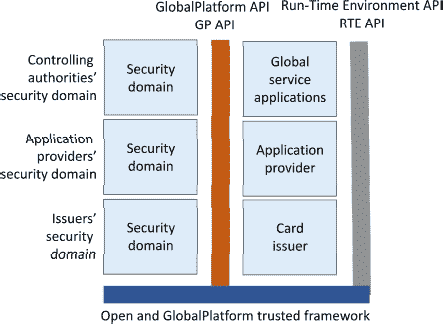 GlobalPlatform API
GP API
Run-Time Environment API
RTE API
Controlling
authorities'
security domain
Security
domain
Global
service
applications
Application
providers'
security domain
Security
domain
Application
provider
Issuers'
security
domain
Security
domain
Card
issuer
Open and GlobalPlatform trusted framework